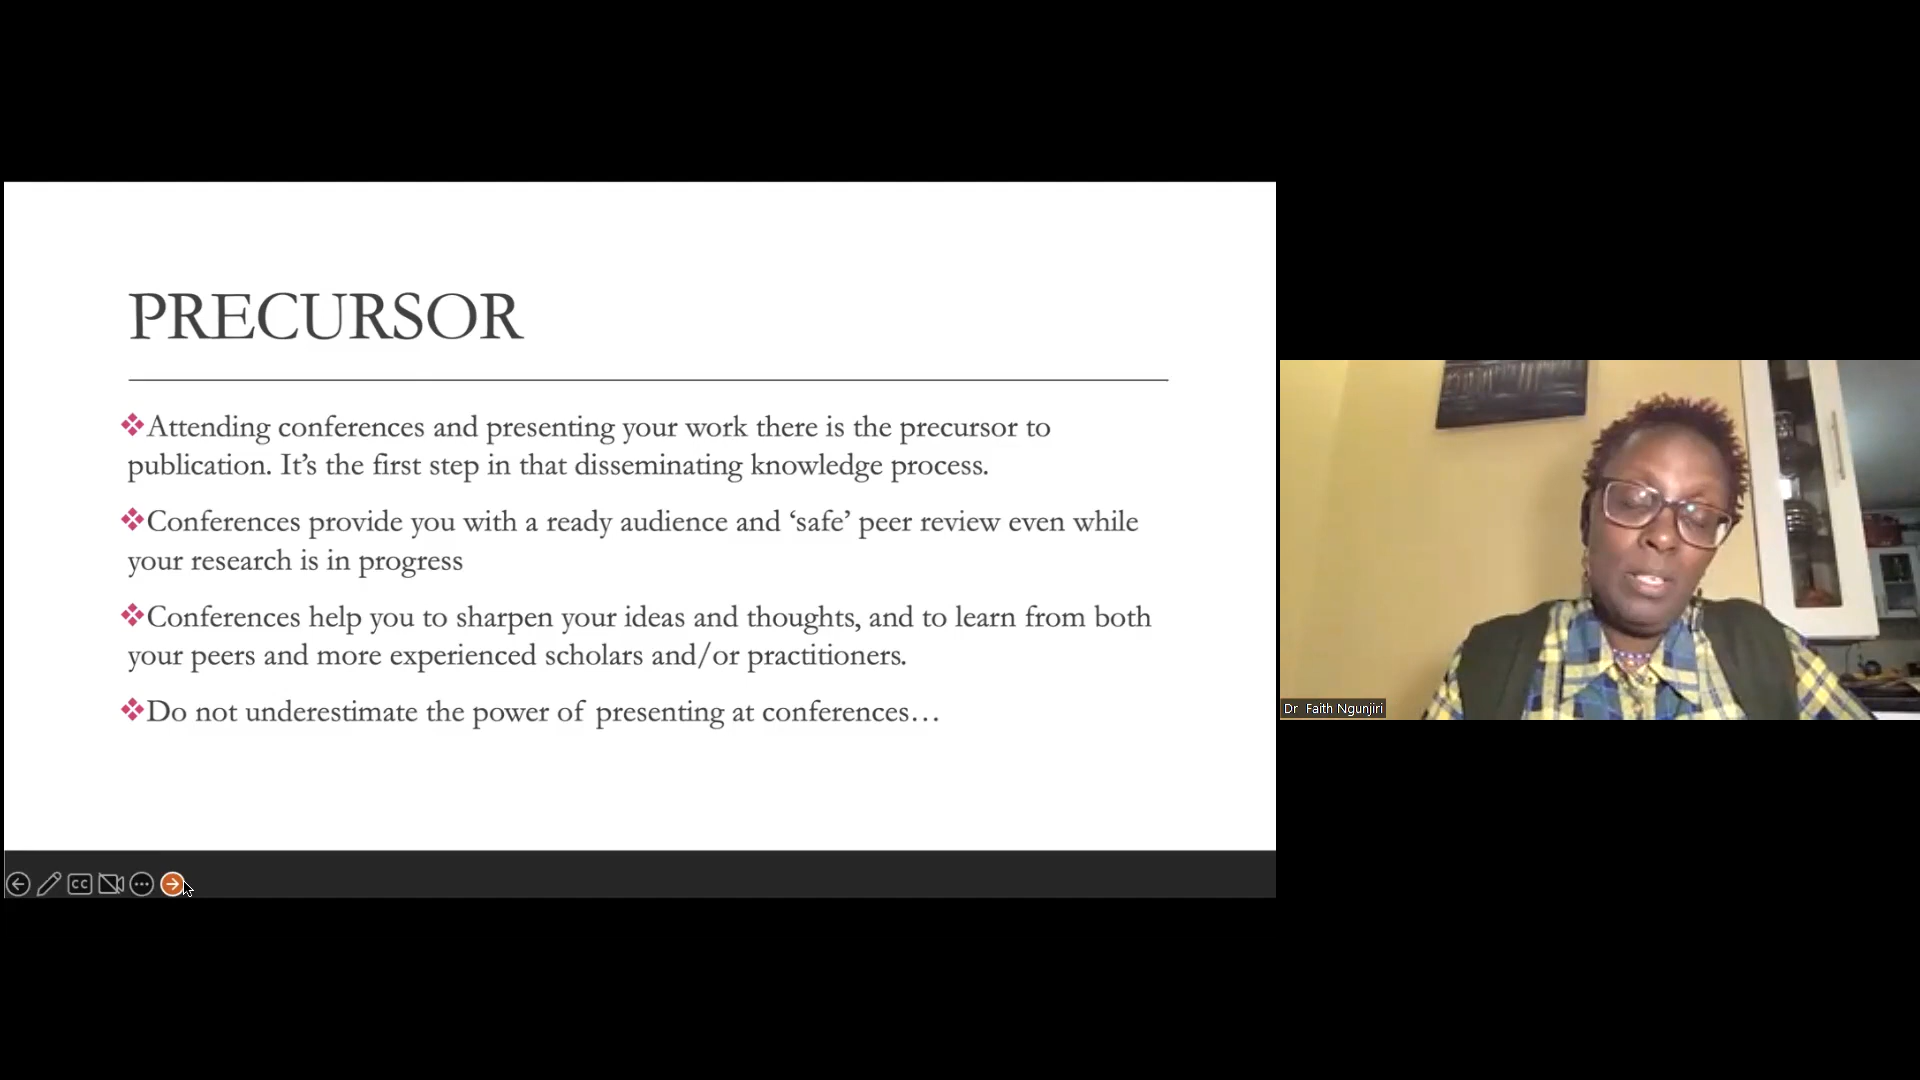 PRECURSOR
❖Attending conferences and presenting your work there is the precursor to
publication. It’s the first step in that disseminating knowledge process.
❖Conferences provide you with a ready audience and ‘safe’ peer review even while
your research is in progress
❖Conferences help you to sharpen your ideas and thoughts, and to learn from both
your peers and more experienced scholars and/or practitioners.
❖Do not underestimate the power of presenting at conferences…
CC
Dr Faith Ngunjiri